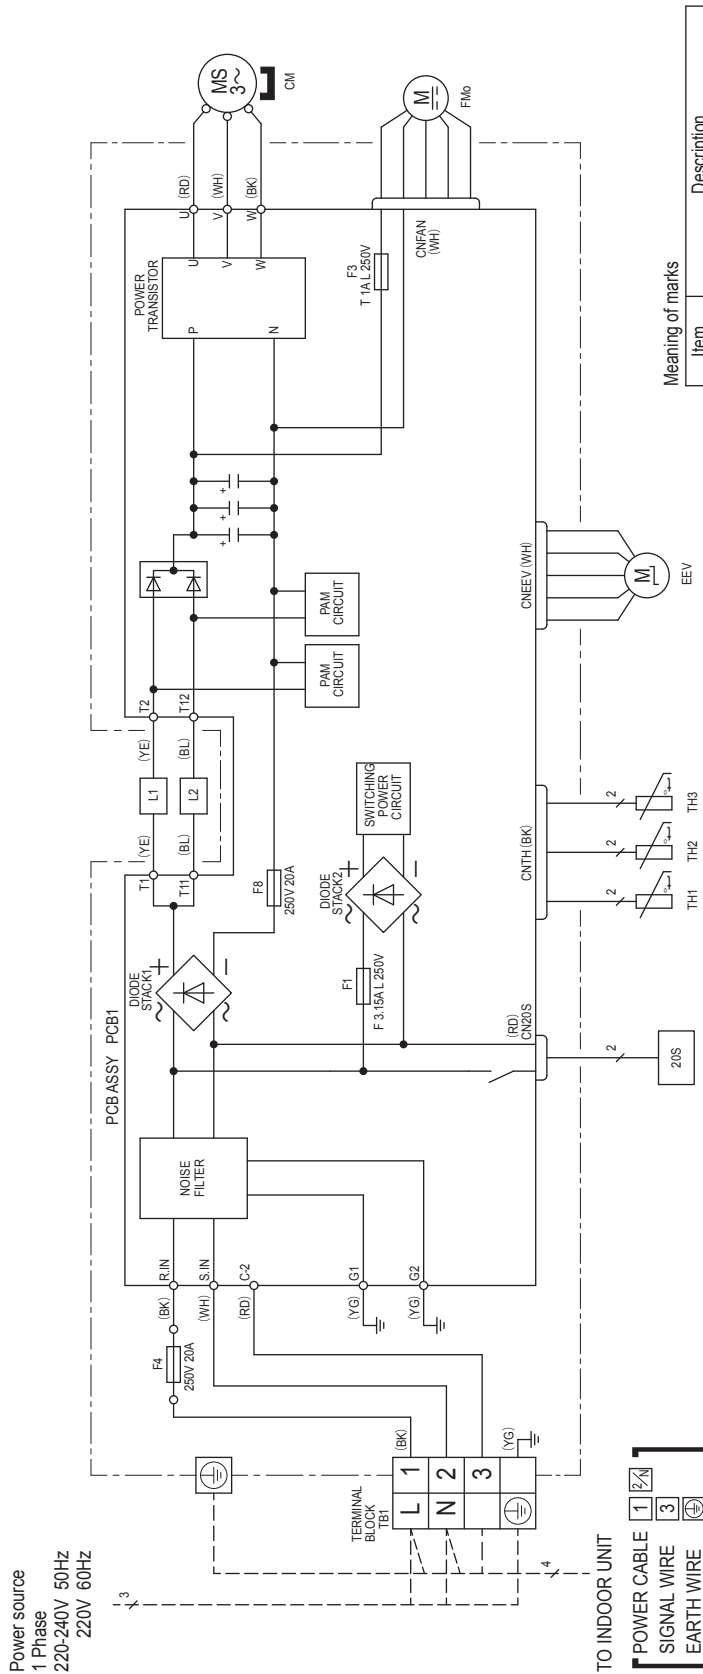 Power source
1 Phase
220-240V 50Hz
220V 60Hz
3
TO INDOOR UNIT
4
POWER CABLE 1 2/N
SIGNAL WIRE 3
EARTH WIRE
TERMINAL
BLOCK
TB1
L 1
N 2
3
(BK)
(YG)
F4
250V 20A
(BK)
(WH)
(RD)
(YG)
(YG)
R.IN
S.IN
C-2
G1
G2
PCB ASSY PCB1
NOISE
FILTER
DIODE
STACK1
+
−
~
~
F8
250V 20A
F1
F 3.15A L 250V
DIODE
STACK2
+
−
~
~
SWITCHING
POWER
CIRCUIT
T1
T11
(YE)
(BL)
L1
L2
(YE)
(BL)
T2
T12
PAM
CIRCUIT
PAM
CIRCUIT
+
+
+
POWER
TRANSISTOR
P
N
U
V
W
U
V
W
(RD)
(WH)
(BK)
MS
3~
CM
F3
T 1A L 250V
CNFAN
(WH)
M
FMo
(RD)
CN20S
2
20S
CNTH (BK)
2
2
2
TH1
TH2
TH3
CNEEV (WH)
M
EEV
Meaning of marks
Item
Description